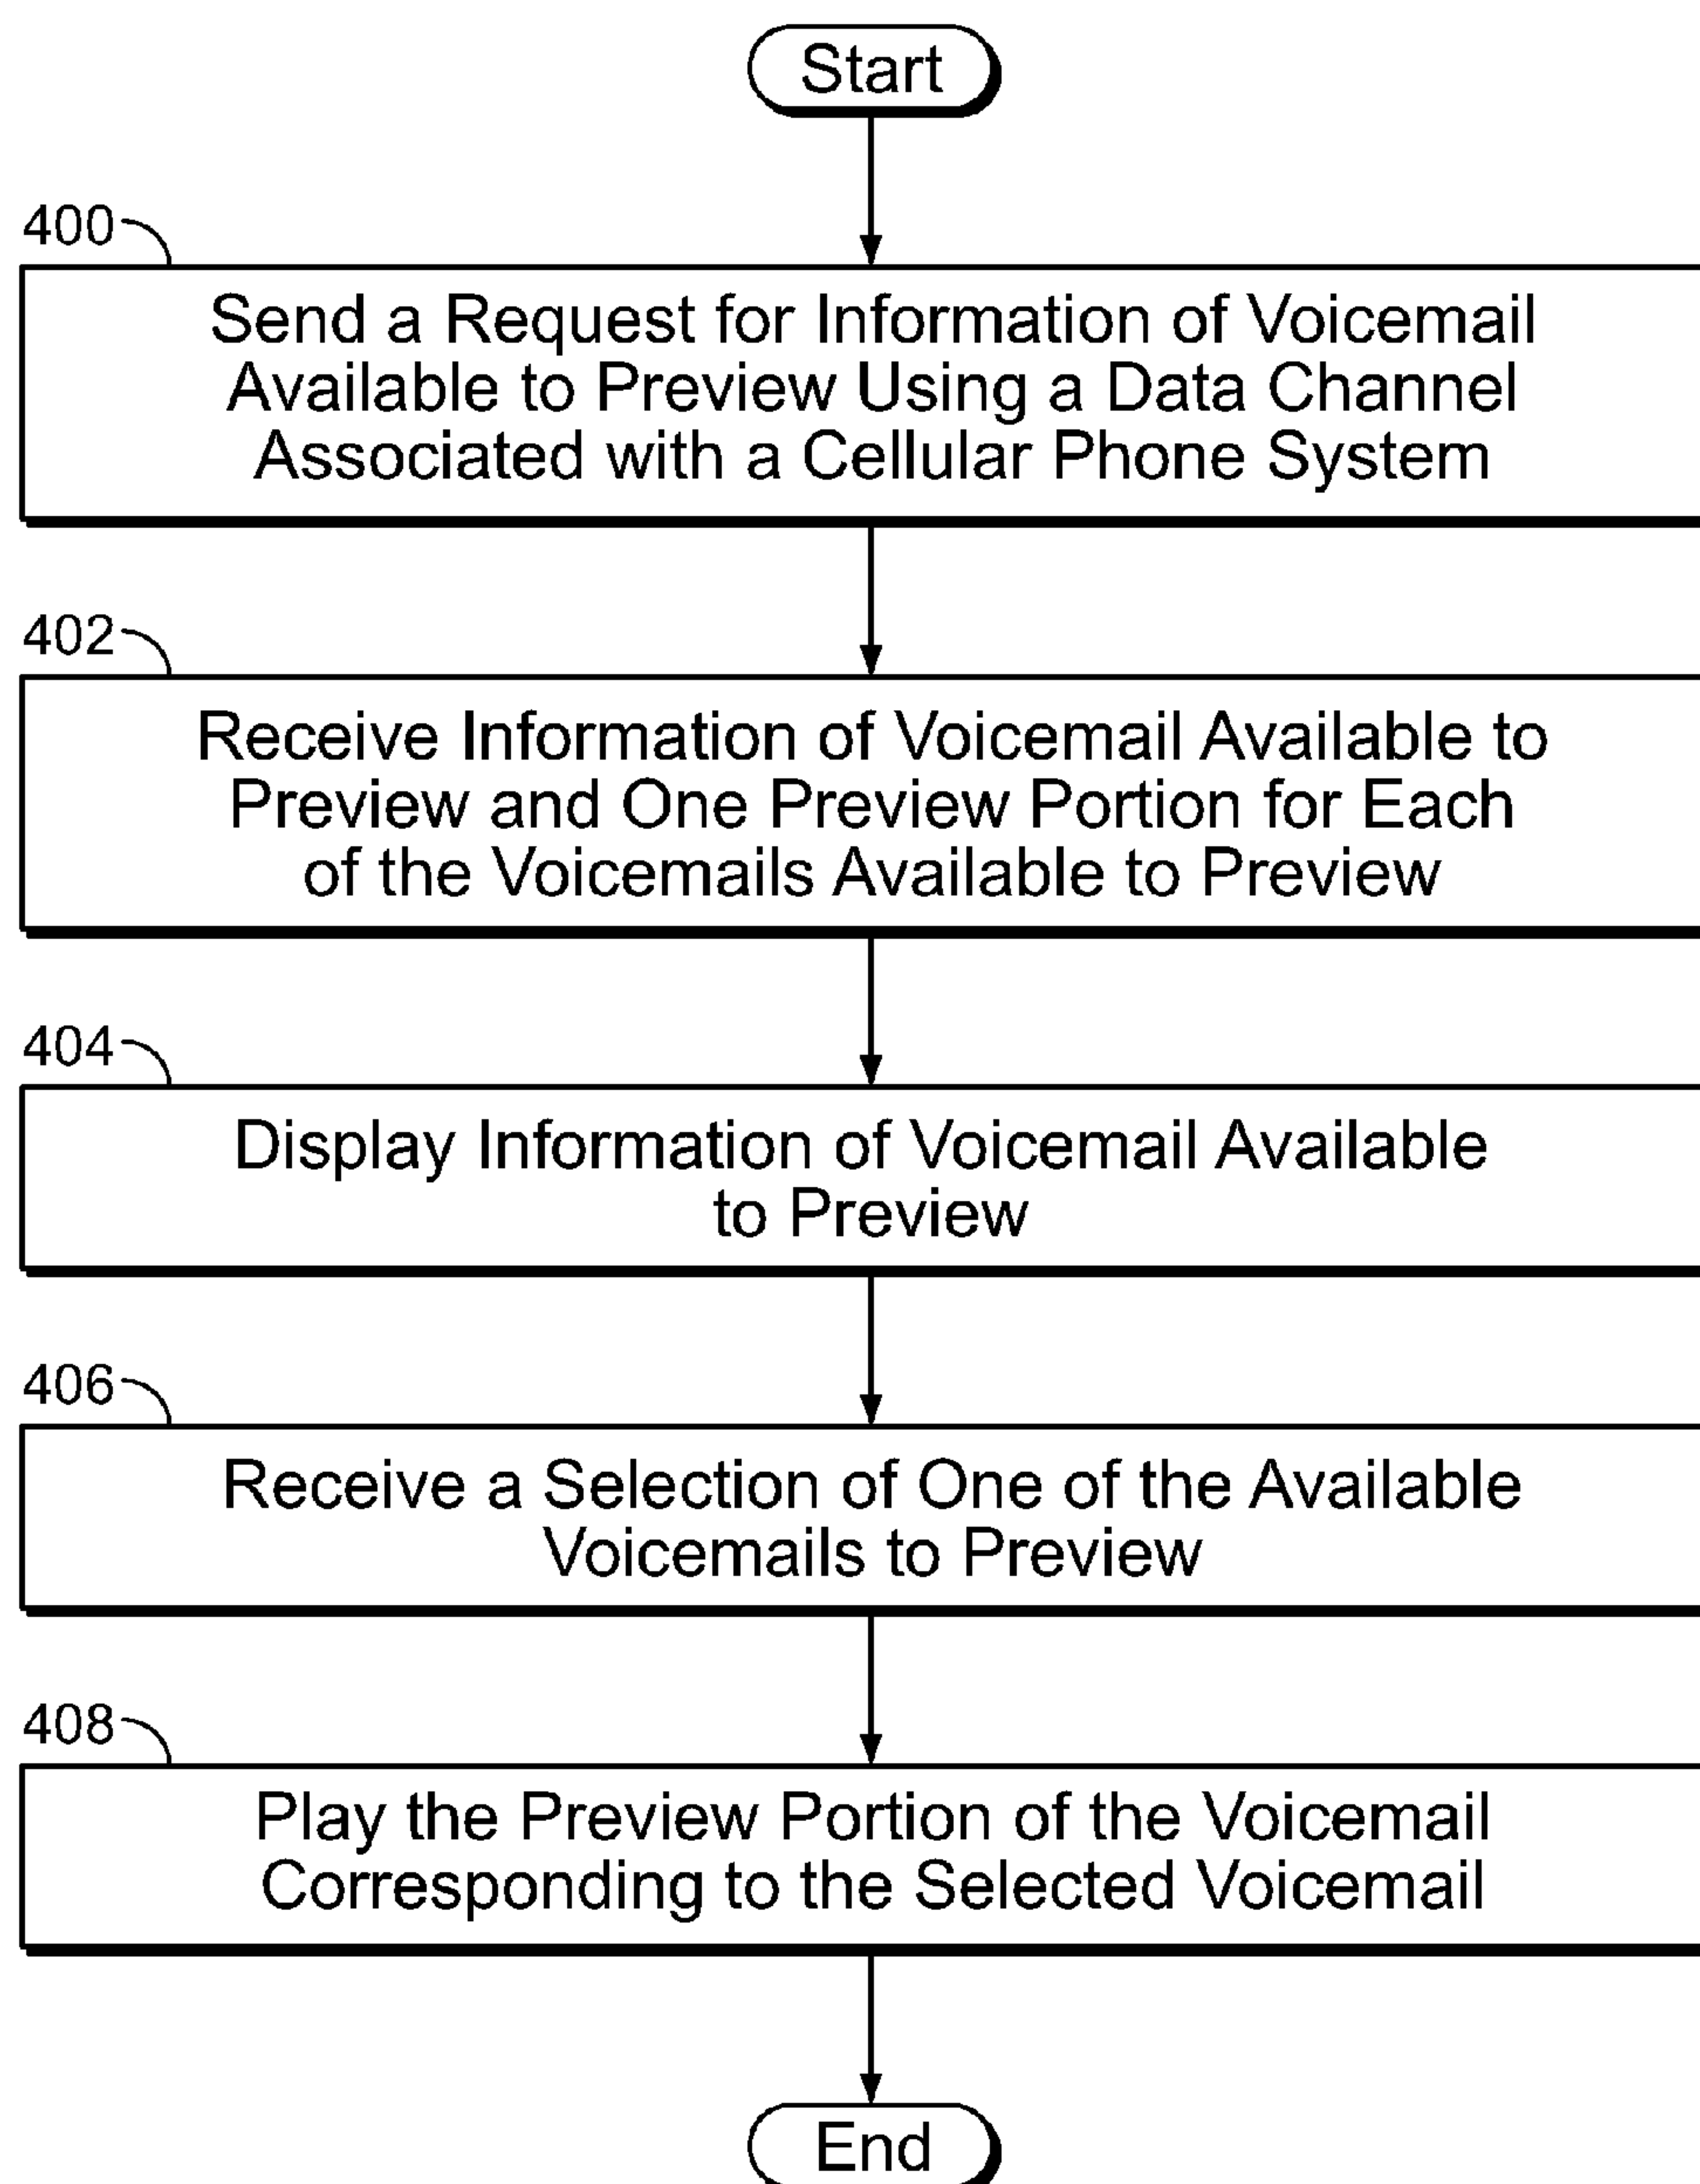 Start
400
Send a Request for Information of Voicemail
Available to Preview Using a Data Channel
Associated with a Cellular Phone System
402
Receive Information of Voicemail Available to
Preview and One Preview Portion for Each
of the Voicemails Available to Preview
404
Display Information of Voicemail Available
to Preview
406
Receive a Selection of One of the Available
Voicemails to Preview
408
Play the Preview Portion of the Voicemail
Corresponding to the Selected Voicemail
End